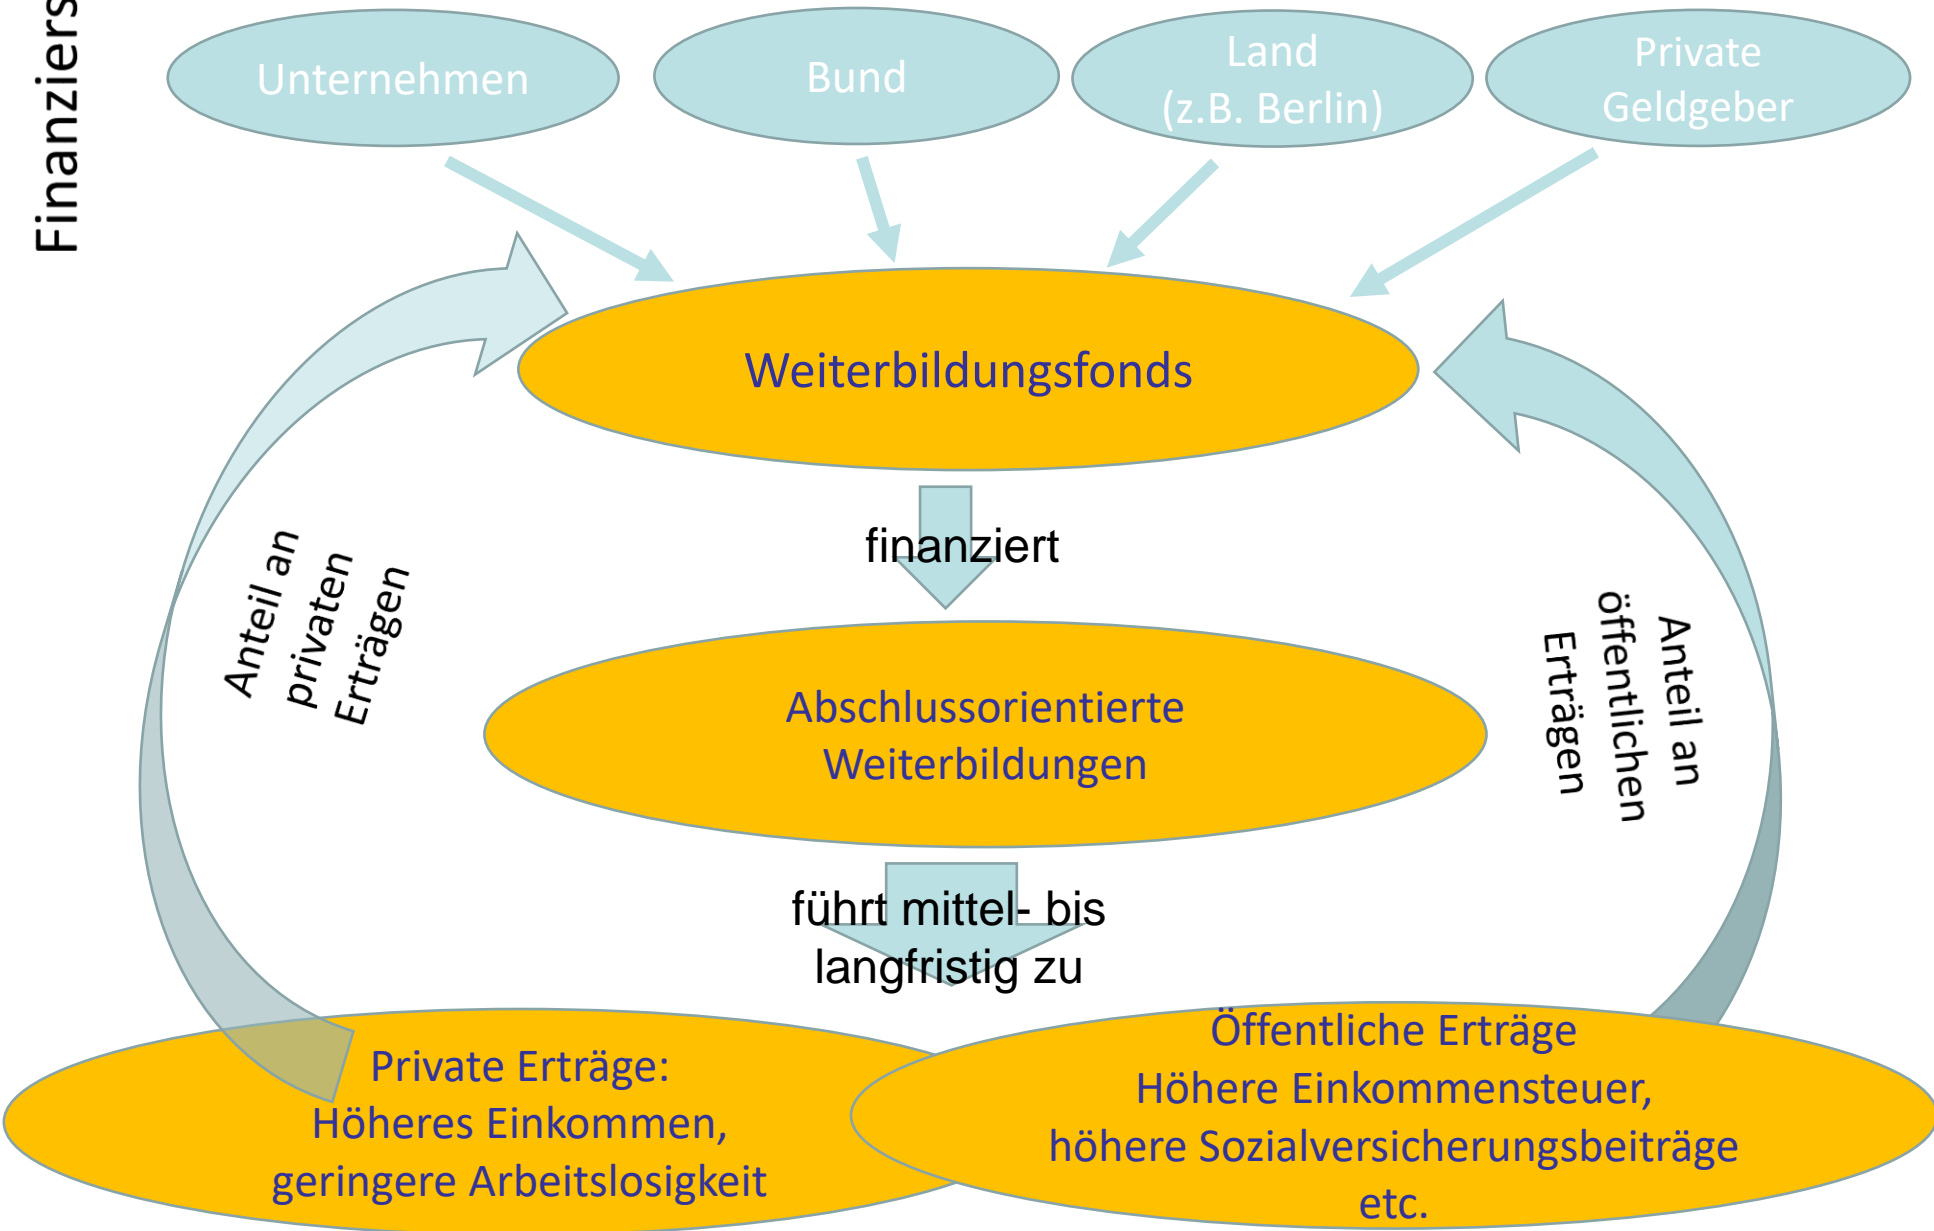 Unternehmen
Bund
Land
(z.B. Berlin)
Private
Geldgeber
Weiterbildungsfonds
finanziert
Anteil an
privaten
Erträgen
Anteil an
öffentlichen
Erträgen
Abschlussorientierte
Weiterbildungen
führt mittel- bis
langfristig zu
Private Erträge:
Höheres Einkommen,
geringere Arbeitslosigkeit
Öffentliche Erträge
Höhere Einkommensteuer,
höhere Sozialversicherungsbeiträge
etc.